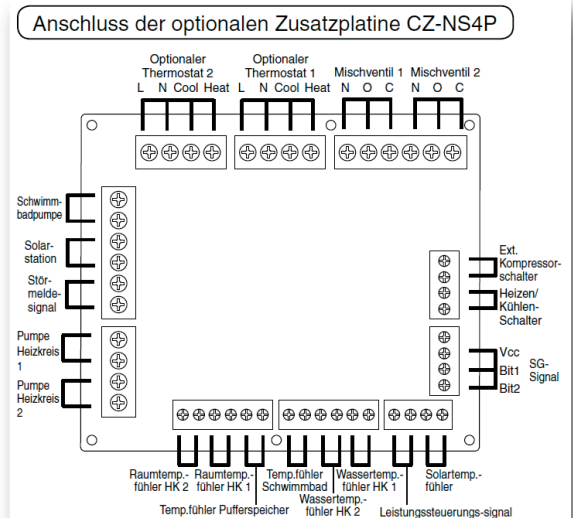 Anschluss der optionalen Zusatzplatine CZ-NS4P
Optionaler
Thermostat 2
L N Cool Heat
Optionaler
Thermostat 1
L N Cool Heat
Mischventil 1
N O C
Mischventil 2
N O C
Schwimm-
badpumpe
Solar-
station
Stör-
melde-
signal
Pumpe
Heizkreis
1
Pumpe
Heizkreis
2
Ext.
Kompressor-
schalter
Heizen/
Kühlen-
Schalter
Vcc
Bit1
Bit2
SG-
Signal
Raumtemp.-
fühler HK 2
Raumtemp.-
fühler HK 1
Temp.fühler Pufferspeicher
Temp.fühler
Schwimmbad
Wassertemp.-
fühler HK 2
Wassertemp.-
fühler HK 1
Leistungssteuerungs-signal
Solartemp.-
fühler